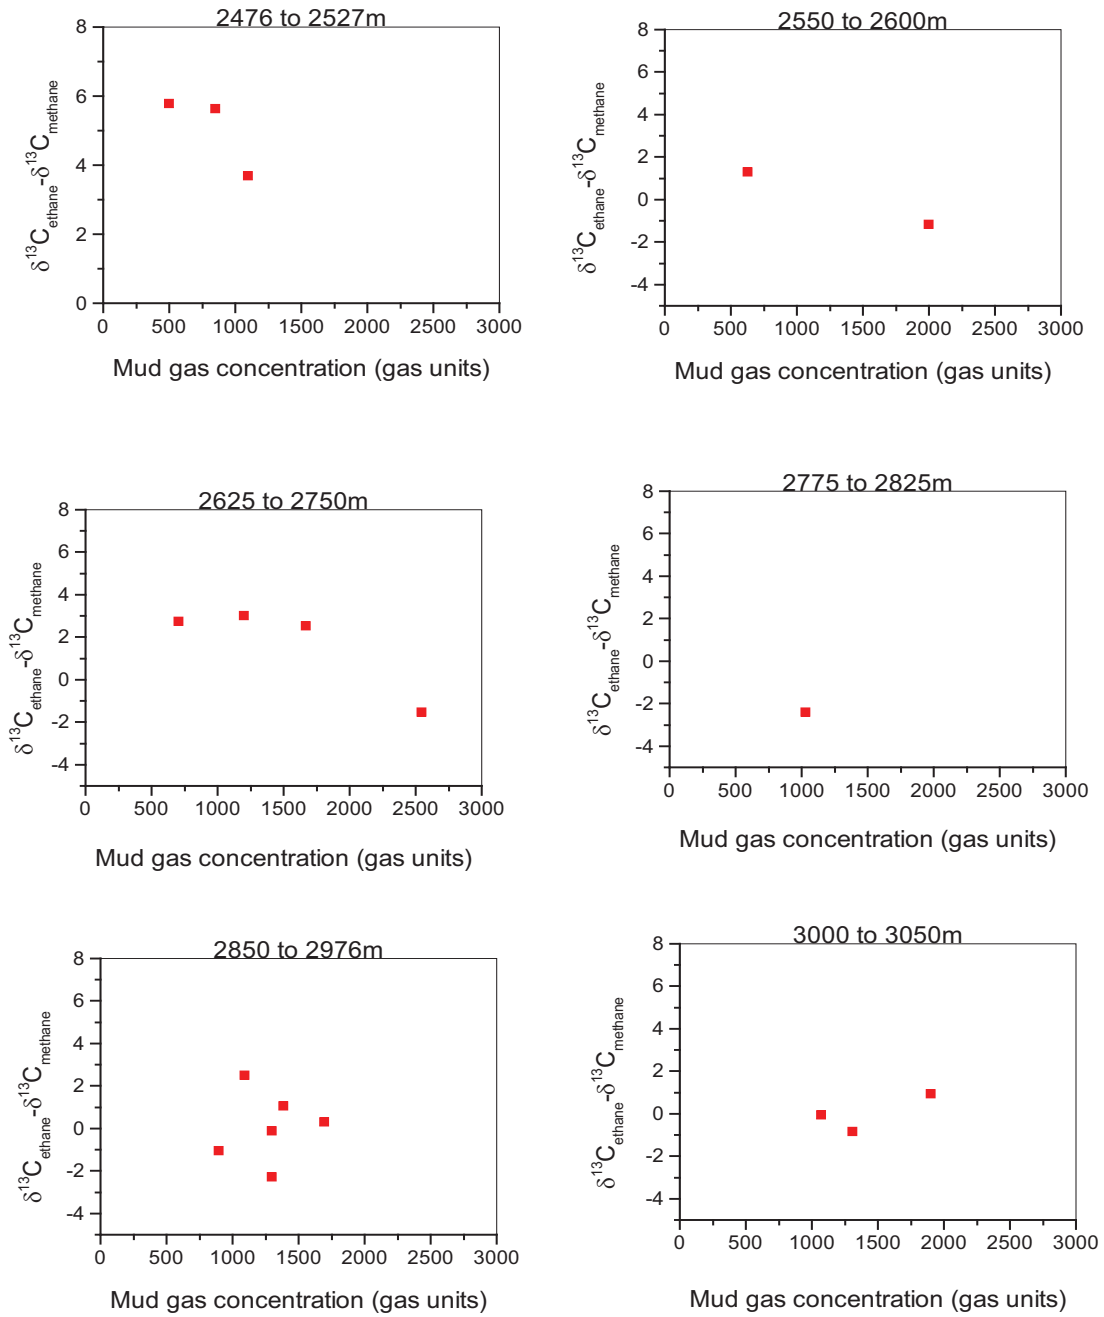 2476 to 2527m
8
6
4
2
0
δ13Cethane-δ13Cmethane
0 500 1000 1500 2000 2500 3000
Mud gas concentration (gas units)
2550 to 2600m
8
6
4
2
0
-2
-4
δ13Cethane-δ13Cmethane
0 500 1000 1500 2000 2500 3000
Mud gas concentration (gas units)
2625 to 2750m
8
6
4
2
0
-2
-4
δ13Cethane-δ13Cmethane
0 500 1000 1500 2000 2500 3000
Mud gas concentration (gas units)
2775 to 2825m
8
6
4
2
0
-2
-4
δ13Cethane-δ13Cmethane
0 500 1000 1500 2000 2500 3000
Mud gas concentration (gas units)
2850 to 2976m
8
6
4
2
0
-2
-4
δ13Cethane-δ13Cmethane
0 500 1000 1500 2000 2500 3000
Mud gas concentration (gas units)
3000 to 3050m
8
6
4
2
0
-2
-4
δ13Cethane-δ13Cmethane
0 500 1000 1500 2000 2500 3000
Mud gas concentration (gas units)